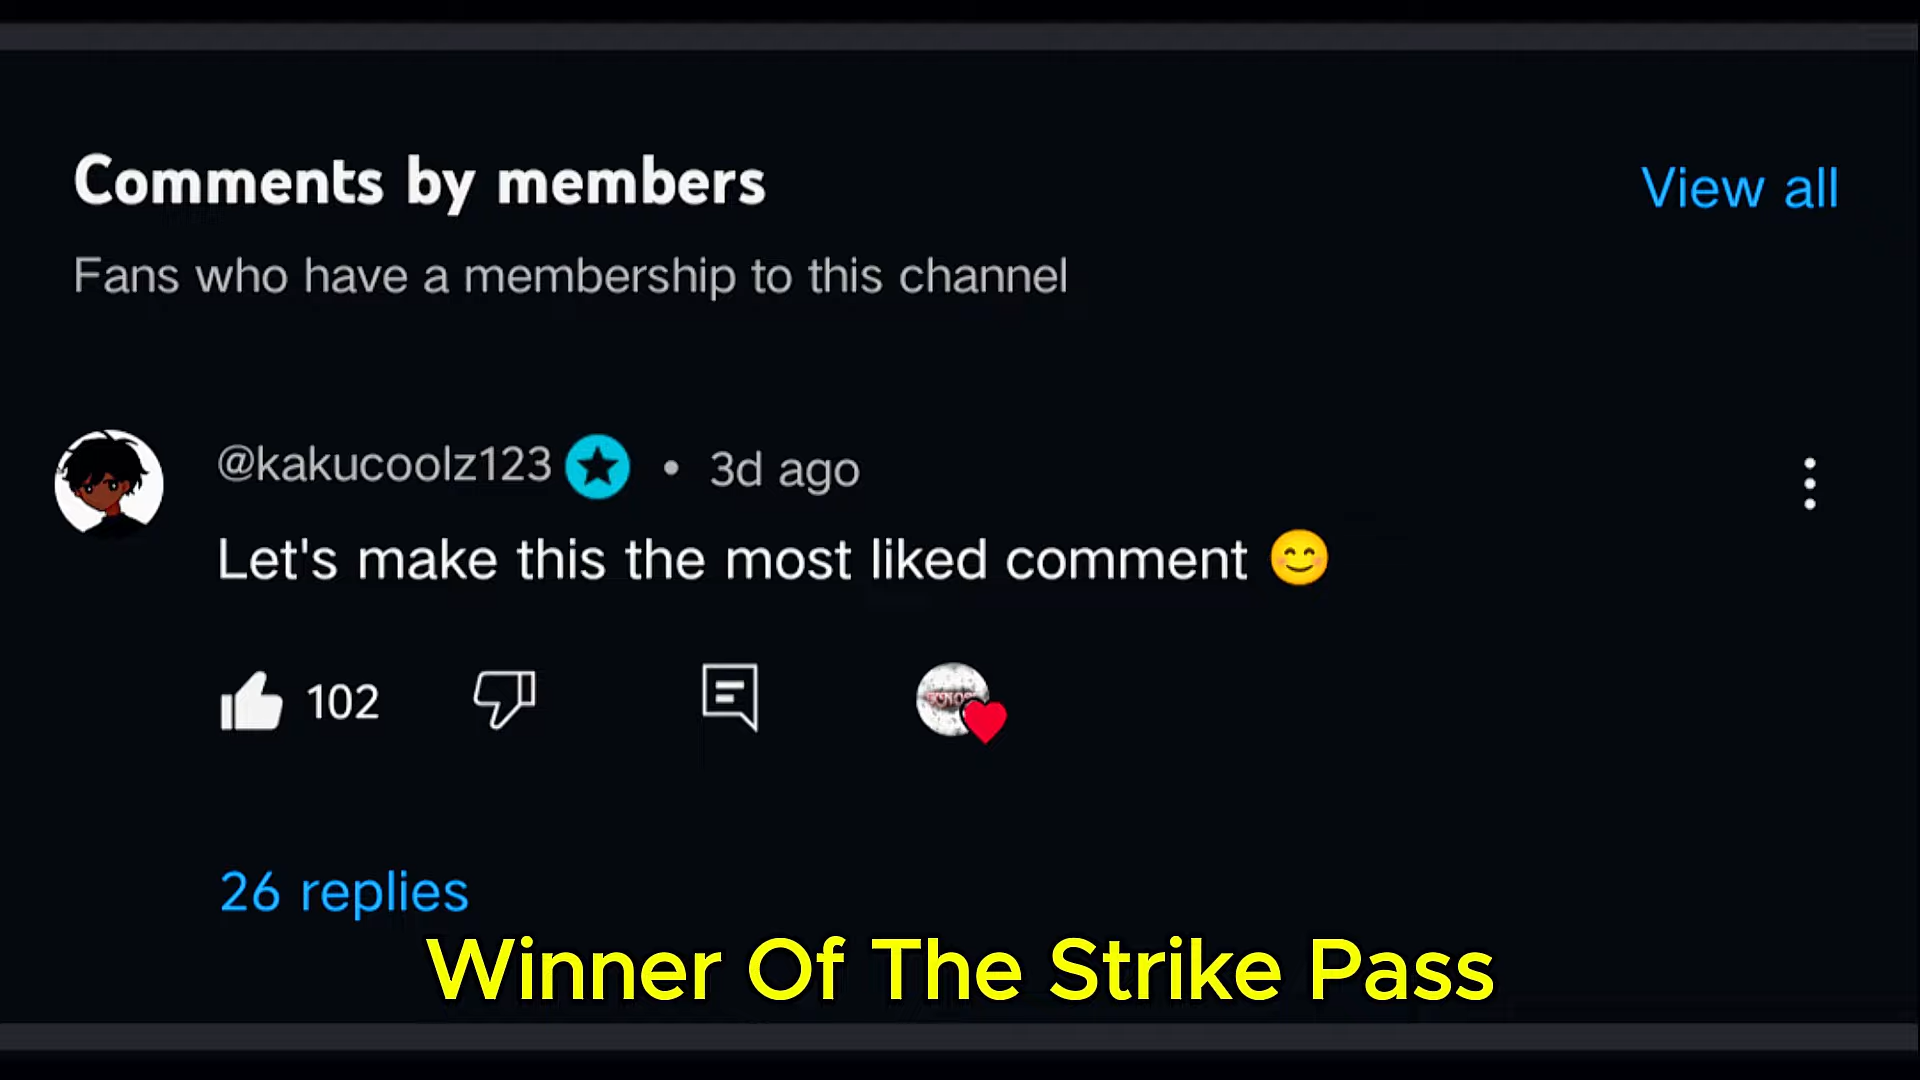 Comments by members
View all
Fans who have a membership to this channel
@kakucoolz123 • 3d ago
Let's make this the most liked comment 😊
102
26 replies
Winner Of The Strike Pass